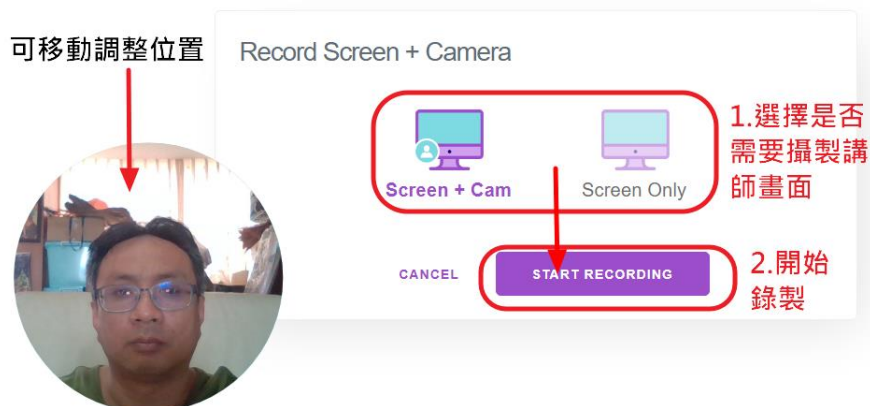 可移動調整位置
Record Screen + Camera
Screen + Cam
Screen Only
1.選擇是否
需要攝製講
師畫面
CANCEL
START RECORDING
2.開始
錄製